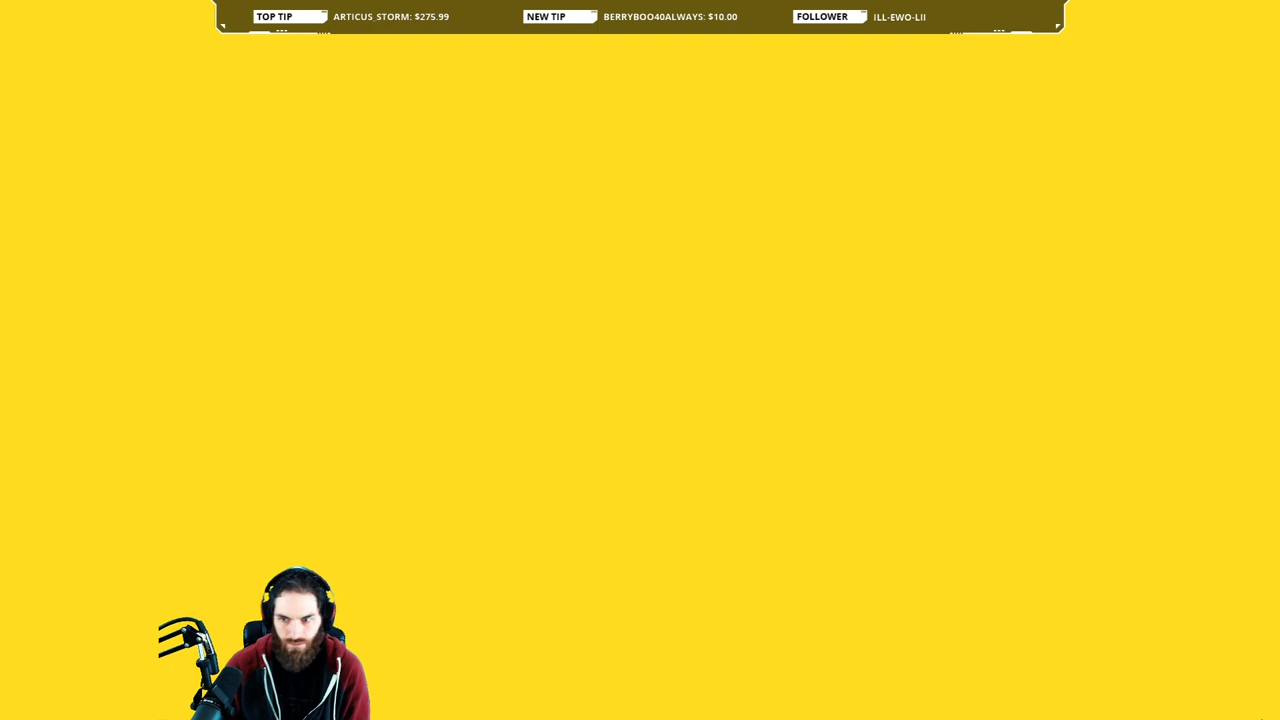 TOP TIP ARTICUS_STORM: $275.99 NEW TIP BERRYBOO40ALWAYS: $10.00 FOLLOWER ILL-EWO-LII